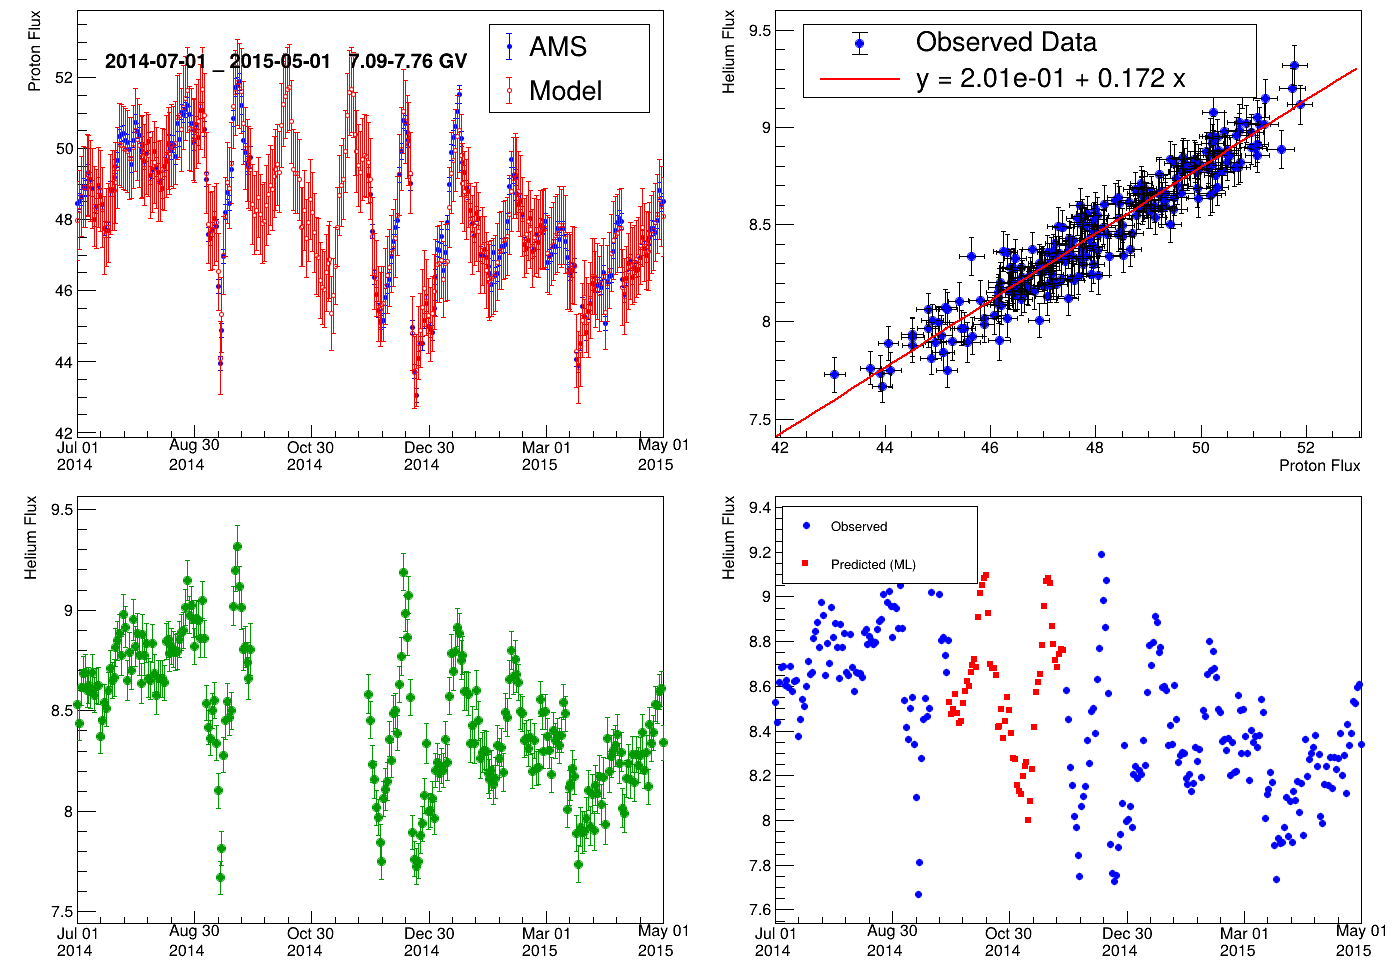 Proton Flux
2014-07-01 _ 2015-05-01 7.09-7.76 GV
AMS
Model
52
50
48
46
44
42
Jul 01
2014
Aug 30
2014
Oct 30
2014
Dec 30
2014
Mar 01
2015
May 01
2015
Helium Flux
Observed Data
y = 2.01e-01 + 0.172 x
9.5
9
8.5
8
7.5
42
44
46
48
50
52
Proton Flux
Helium Flux
9.5
9
8.5
8
7.5
Jul 01
2014
Aug 30
2014
Oct 30
2014
Dec 30
2014
Mar 01
2015
May 01
2015
Helium Flux
Observed
Predicted (ML)
9.4
9.2
9
8.8
8.6
8.4
8.2
8
7.8
7.6
Jul 01
2014
Aug 30
2014
Oct 30
2014
Dec 30
2014
Mar 01
2015
May 01
2015